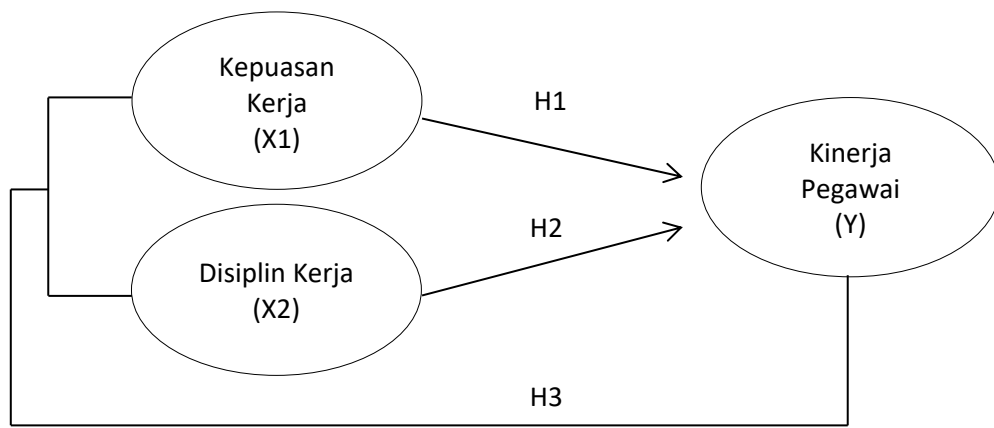 Kepuasan
Kerja
(X1)
H1
Kinerja
Pegawai
(Y)
H2
Disiplin Kerja
(X2)
H3